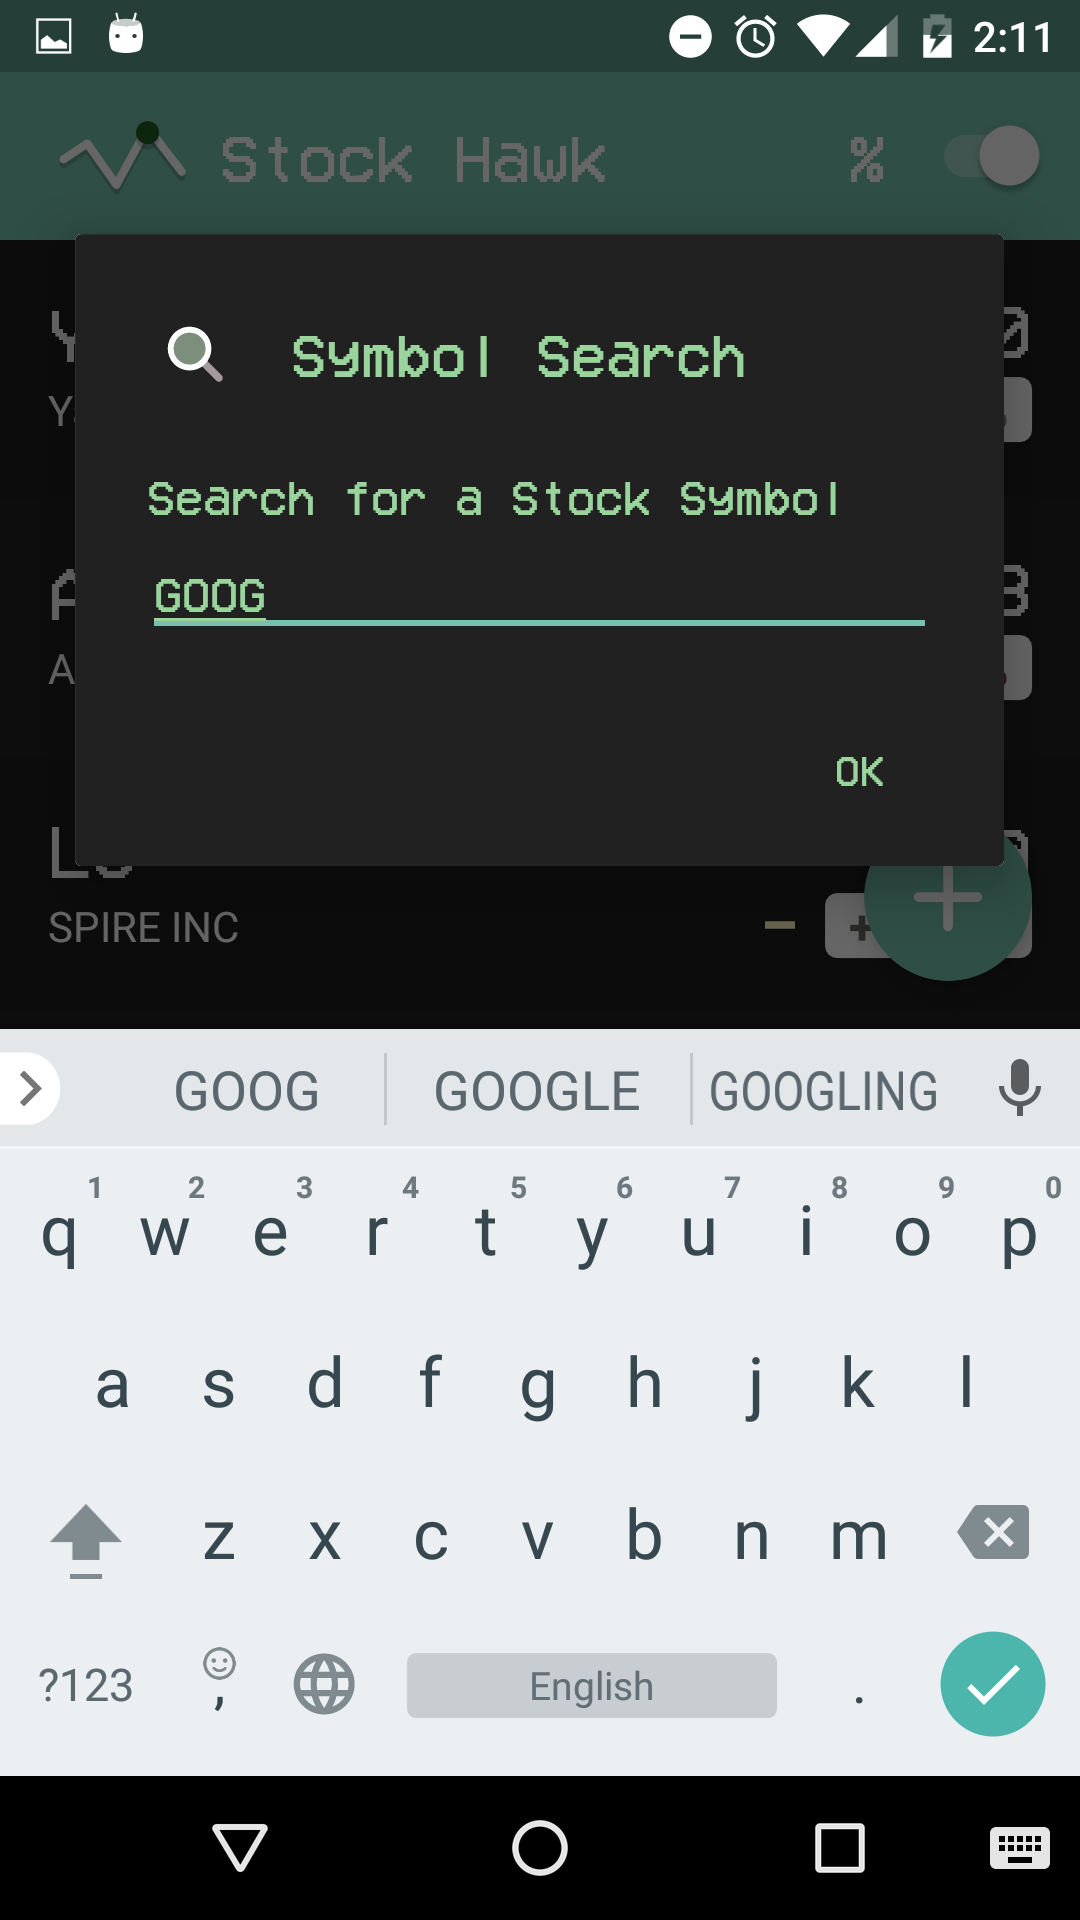 2:11
Stock Hawk %
Symbol Search
Search for a Stock Symbol
GOOG
OK
SPIRE INC
GOOG GOOGLE GOOGLING
1 2 3 4 5 6 7 8 9 0
q w e r t y u i o p
a s d f g h j k l
z x c v b n m
?123 , English .